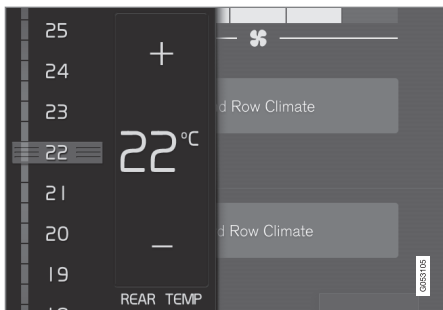 25
24
23
22
21
20
19
+
22°C
−
REAR TEMP
d Row Climate
d Row Climate
G053105